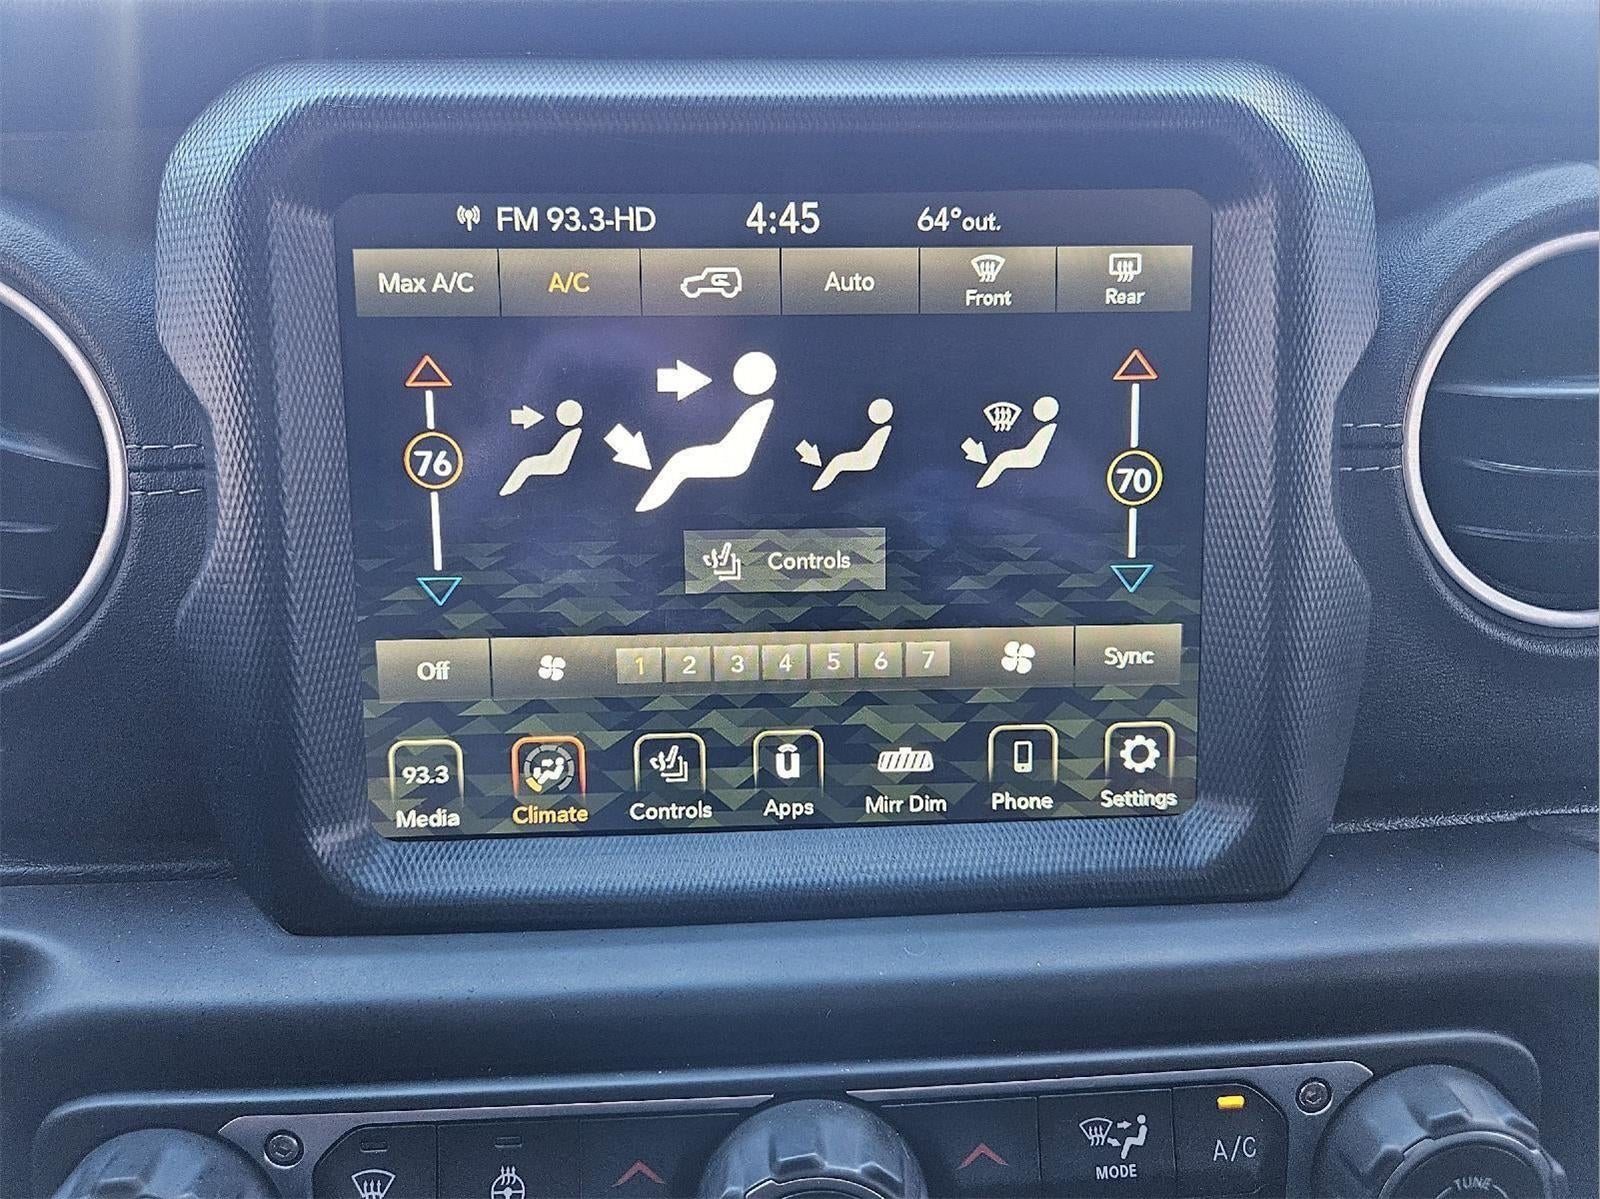 FM 93.3-HD 4:45 64°out.
Max A/C A/C Auto Front Rear
76 70
Controls
Off 1 2 3 4 5 6 7 Sync
93.3
Media Climate Controls Apps Mirr Dim Phone Settings
MODE A/C TUNE